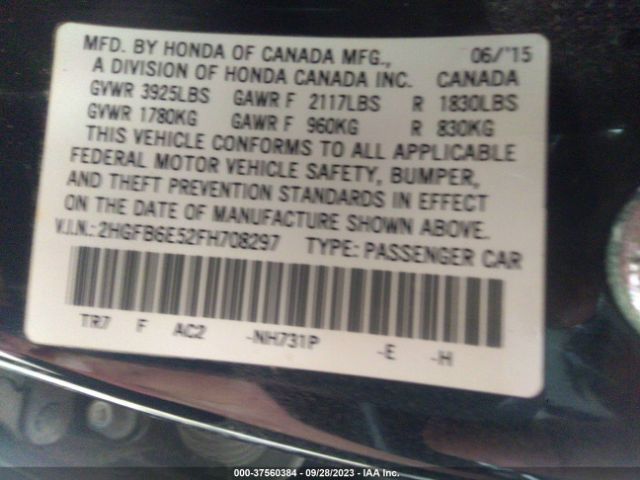 MFD. BY HONDA OF CANADA MFG., 06/'15
A DIVISION OF HONDA CANADA INC. CANADA
GVWR 3925LBS GAWR F 2117LBS R 1830LBS
GVWR 1780KG GAWR F 960KG R 830KG
THIS VEHICLE CONFORMS TO ALL APPLICABLE
FEDERAL MOTOR VEHICLE SAFETY, BUMPER,
AND THEFT PREVENTION STANDARDS IN EFFECT
ON THE DATE OF MANUFACTURE SHOWN ABOVE.
V.I.N.: 2HGFB6E52FH708297 TYPE: PASSENGER CAR
TR7 F AC2 -NH731P -E -H
000-37560384 - 09/28/2023 - IAA Inc.